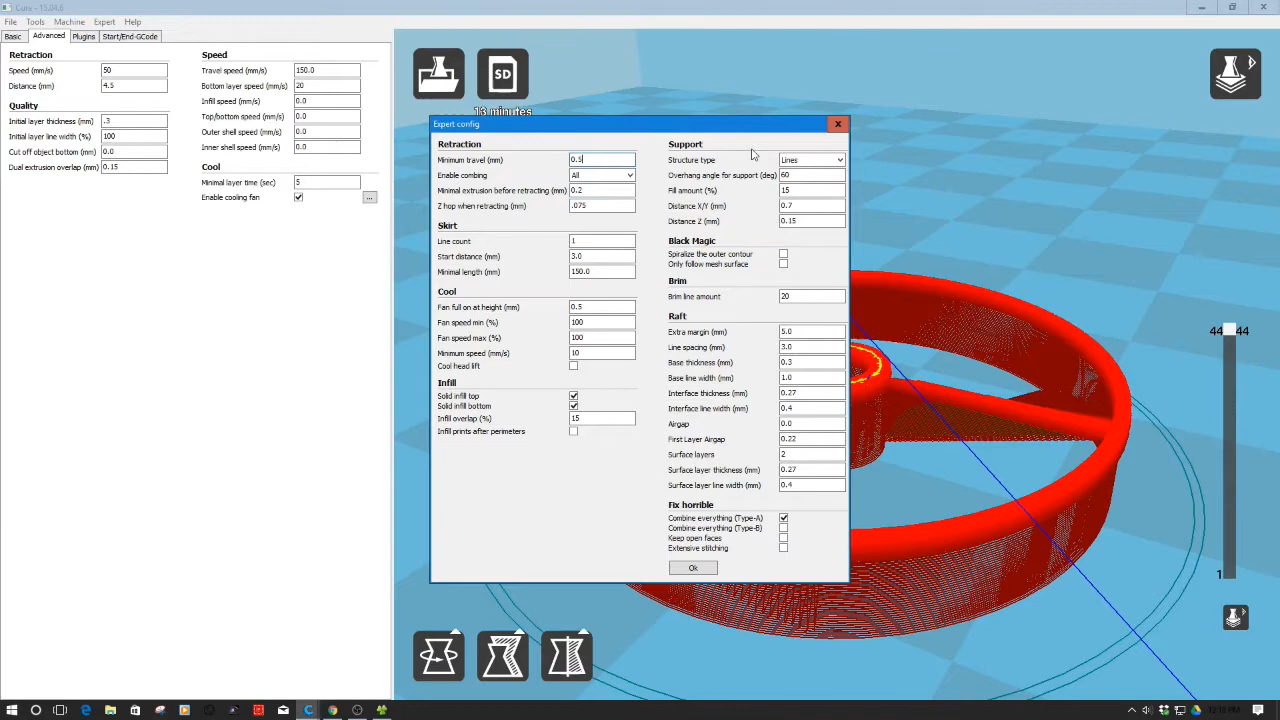 Cura - 15.04.6
File Tools Machine Expert Help
Basic Advanced Plugins Start/End-GCode
Retraction
Speed (mm/s) 50
Distance (mm) 4.5
Quality
Initial layer thickness (mm) .3
Initial layer line width (%) 100
Cut off object bottom (mm) 0.0
Dual extrusion overlap (mm) 0.15
Speed
Travel speed (mm/s) 150.0
Bottom layer speed (mm/s) 20
Infill speed (mm/s) 0.0
Top/bottom speed (mm/s) 0.0
Outer shell speed (mm/s) 0.0
Inner shell speed (mm/s) 0.0
Cool
Minimal layer time (sec) 5
Enable cooling fan ...
SD
13 minutes
Expert config
Retraction
Minimum travel (mm) 0.5
Enable combing All
Minimal extrusion before retracting (mm) 0.2
Z hop when retracting (mm) .075
Skirt
Line count 1
Start distance (mm) 3.0
Minimal length (mm) 150.0
Cool
Fan full on at height (mm) 0.5
Fan speed min (%) 100
Fan speed max (%) 100
Minimum speed (mm/s) 10
Cool head lift
Infill
Solid infill top
Solid infill bottom
Infill overlap (%) 15
Infill prints after perimeters
Support
Structure type Lines
Overhang angle for support (deg) 60
Fill amount (%) 15
Distance X/Y (mm) 0.7
Distance Z (mm) 0.15
Black Magic
Spiralize the outer contour
Only follow mesh surface
Brim
Brim line amount 20
Raft
Extra margin (mm) 5.0
Line spacing (mm) 3.0
Base thickness (mm) 0.3
Base line width (mm) 1.0
Interface thickness (mm) 0.27
Interface line width (mm) 0.4
Airgap 0.0
First Layer Airgap 0.22
Surface layers 2
Surface layer thickness (mm) 0.27
Surface layer line width (mm) 0.4
Fix horrible
Combine everything (Type-A)
Combine everything (Type-B)
Keep open faces
Extensive stitching
Ok
44 44
1